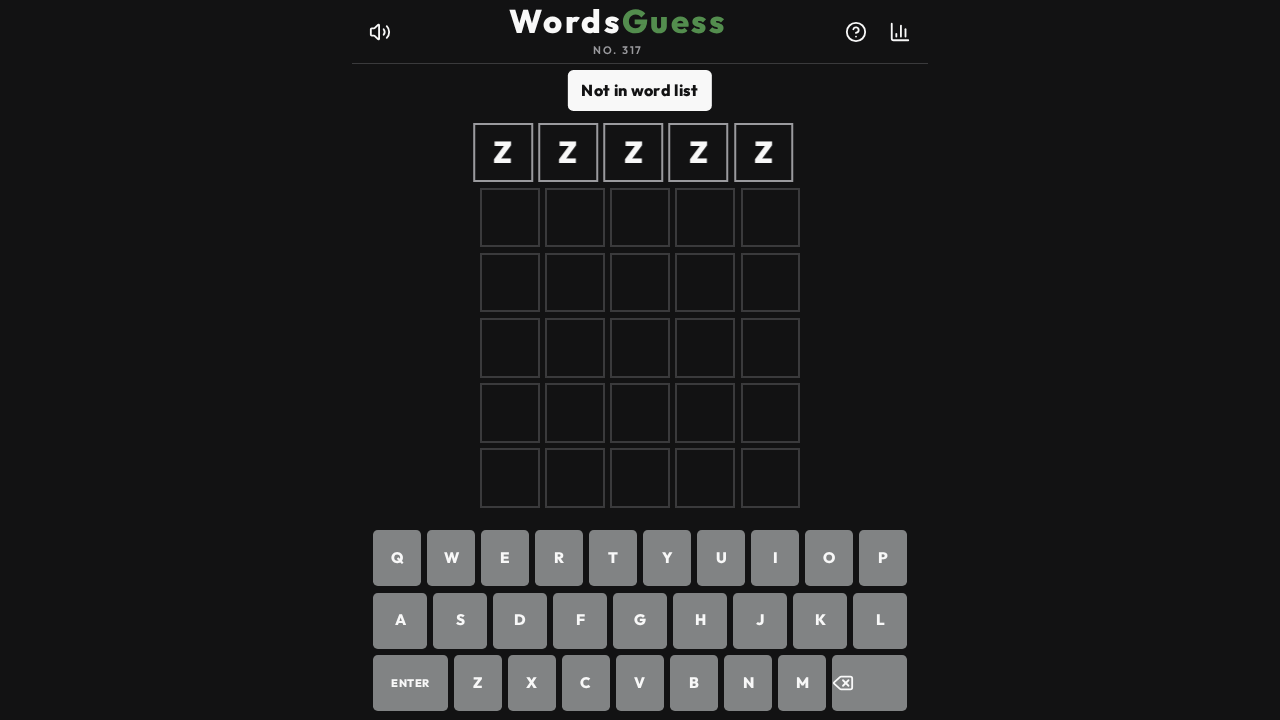 WordsGuess
NO. 317
Not in word list
Z Z Z Z Z
Q W E R T Y U I O P
A S D F G H J K L
ENTER Z X C V B N M